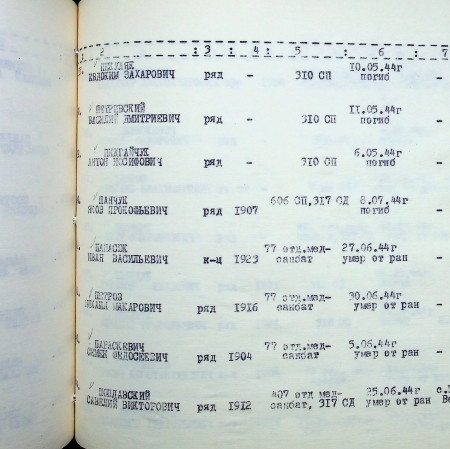 : 2 : 3 : 4 : 5 : 6 : 7
10.05.44г
ЕВДОКИМ ЗАХАРОВИЧ ряд - 310 СП погиб -
11.05.44г
ВАСИЛИЙ ДМИТРИЕВИЧ ряд - 310 СП погиб -
6.05.44г
АНТОН ИОСИФОВИЧ ряд - 310 СП погиб -
ПАНЧУК 606 СП,317 СД 8.07.44г
ЯКОВ ПРОКОФЬЕВИЧ ряд 1907 погиб -
ПАНАСЮК 77 отд.мед- 27.06.44г
ИВАН ВАСИЛЬЕВИЧ к-ц 1923 санбат умер от ран -
ПЕТРОВ 77 отд.мед- 30.06.44г
МИХАИЛ МАКАРОВИЧ ряд 1916 санбат умер от ран -
ПАРАСКЕВИЧ 77 отд.мед- 5.06.44г
СЕМЕН ФЕДОСЕЕВИЧ ряд 1904 санбат умер от ран -
407 отд мед- 25.06.44г с.
САВЕЛИЙ ВИКТОРОВИЧ ряд 1912 санбат, 317 СД умер от ран Ве